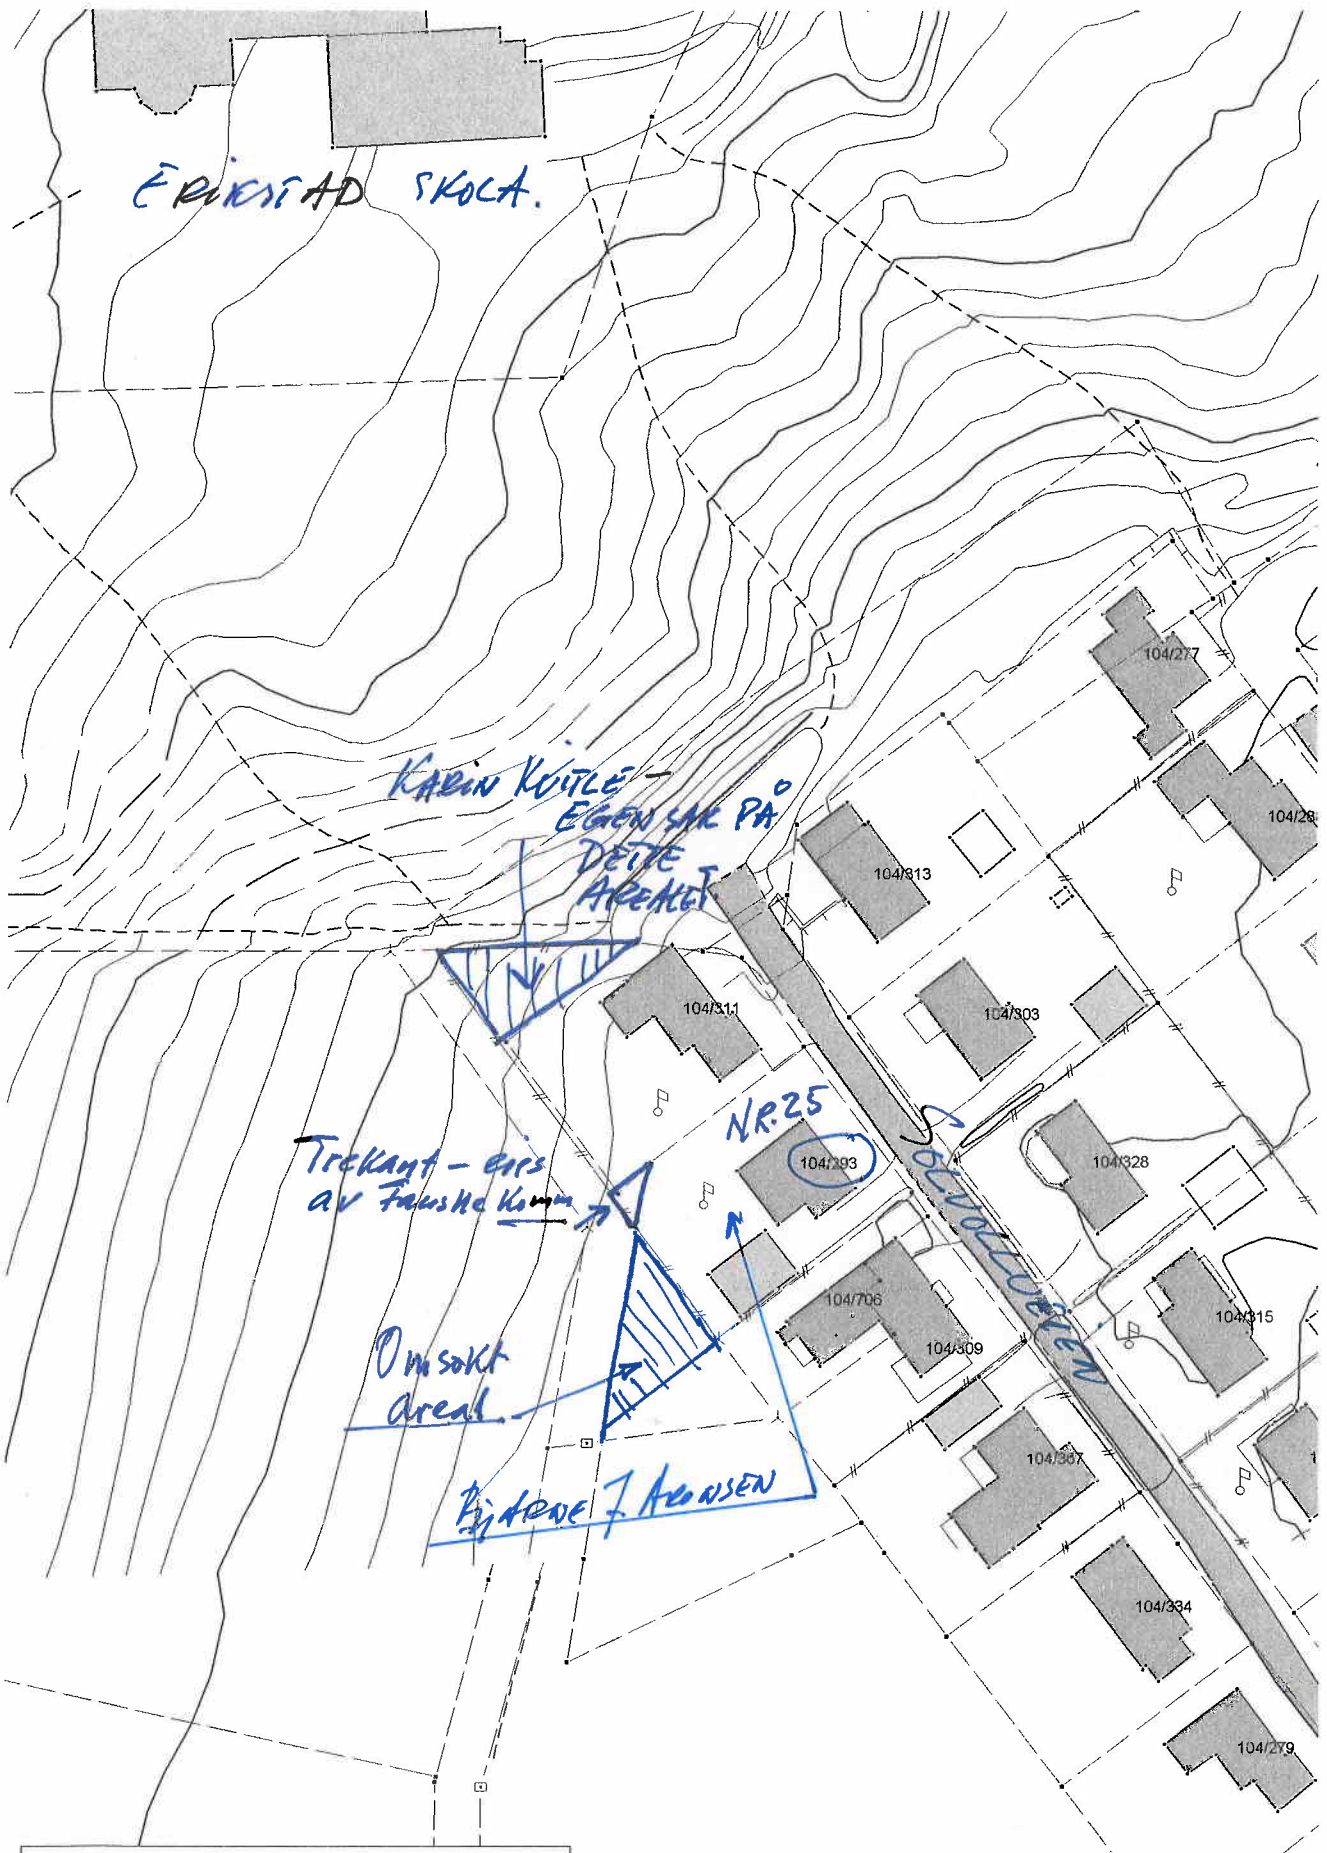 ERIKSTAD SKOLA.
104/277
104/28
KARIN KVITLE -
EGEN SAK PÅ
DETTE
AREALET
104/313
104/311
104/303
NR. 25
104/293
104/328
Trekant - eies
av Fauske Komm
SOLVOLLVEIEN
104/706
104/309
104/315
Omsøkt
areal.
104/367
BJARNE J ARONSEN
104/334
104/279